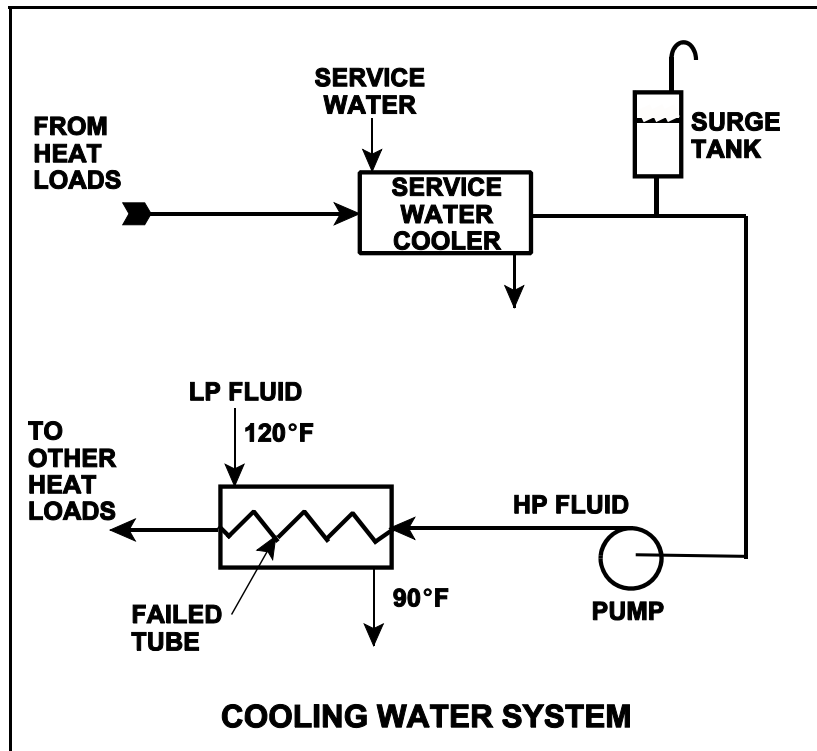 SERVICE
WATER
FROM
HEAT
LOADS
SURGE
TANK
SERVICE
WATER
COOLER
LP FLUID
120°F
TO
OTHER
HEAT
LOADS
HP FLUID
FAILED
TUBE
90°F
PUMP
COOLING WATER SYSTEM